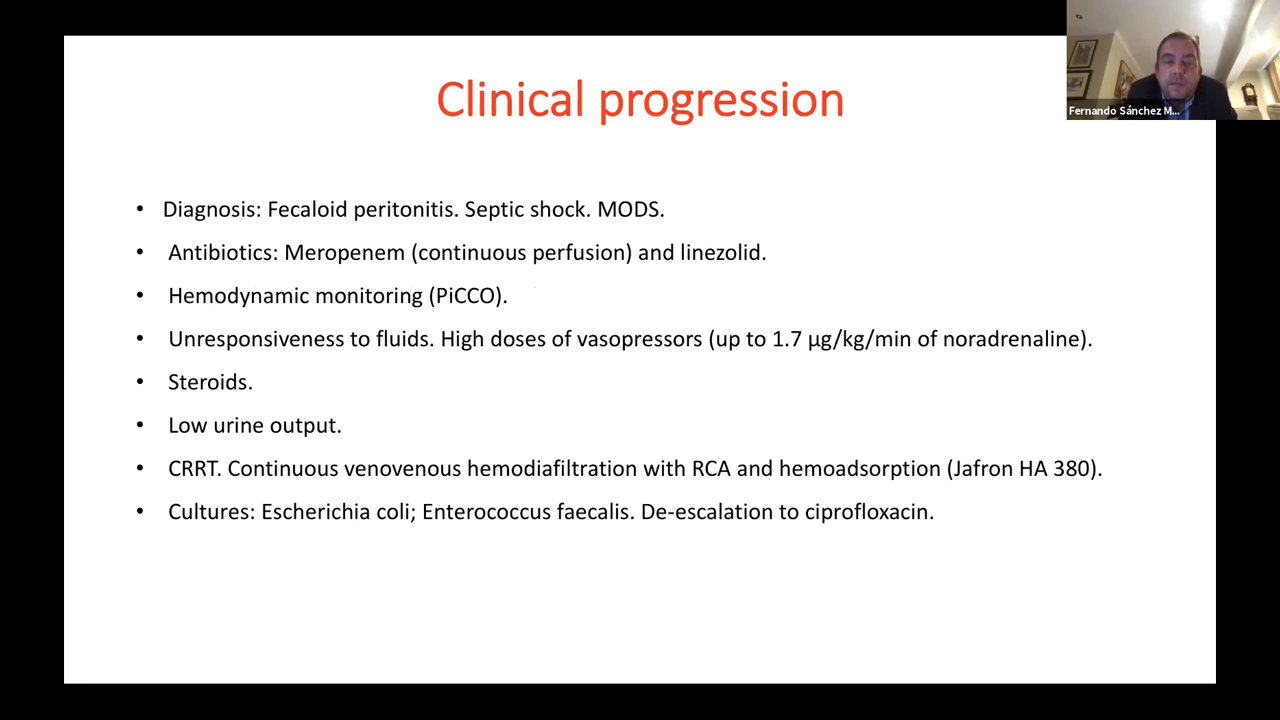 Clinical progression
Fernando Sánchez M...
• Diagnosis: Fecaloid peritonitis. Septic shock. MODS.
• Antibiotics: Meropenem (continuous perfusion) and linezolid.
• Hemodynamic monitoring (PiCCO).
• Unresponsiveness to fluids. High doses of vasopressors (up to 1.7 µg/kg/min of noradrenaline).
• Steroids.
• Low urine output.
• CRRT. Continuous venovenous hemodiafiltration with RCA and hemoadsorption (Jafron HA 380).
• Cultures: Escherichia coli; Enterococcus faecalis. De-escalation to ciprofloxacin.